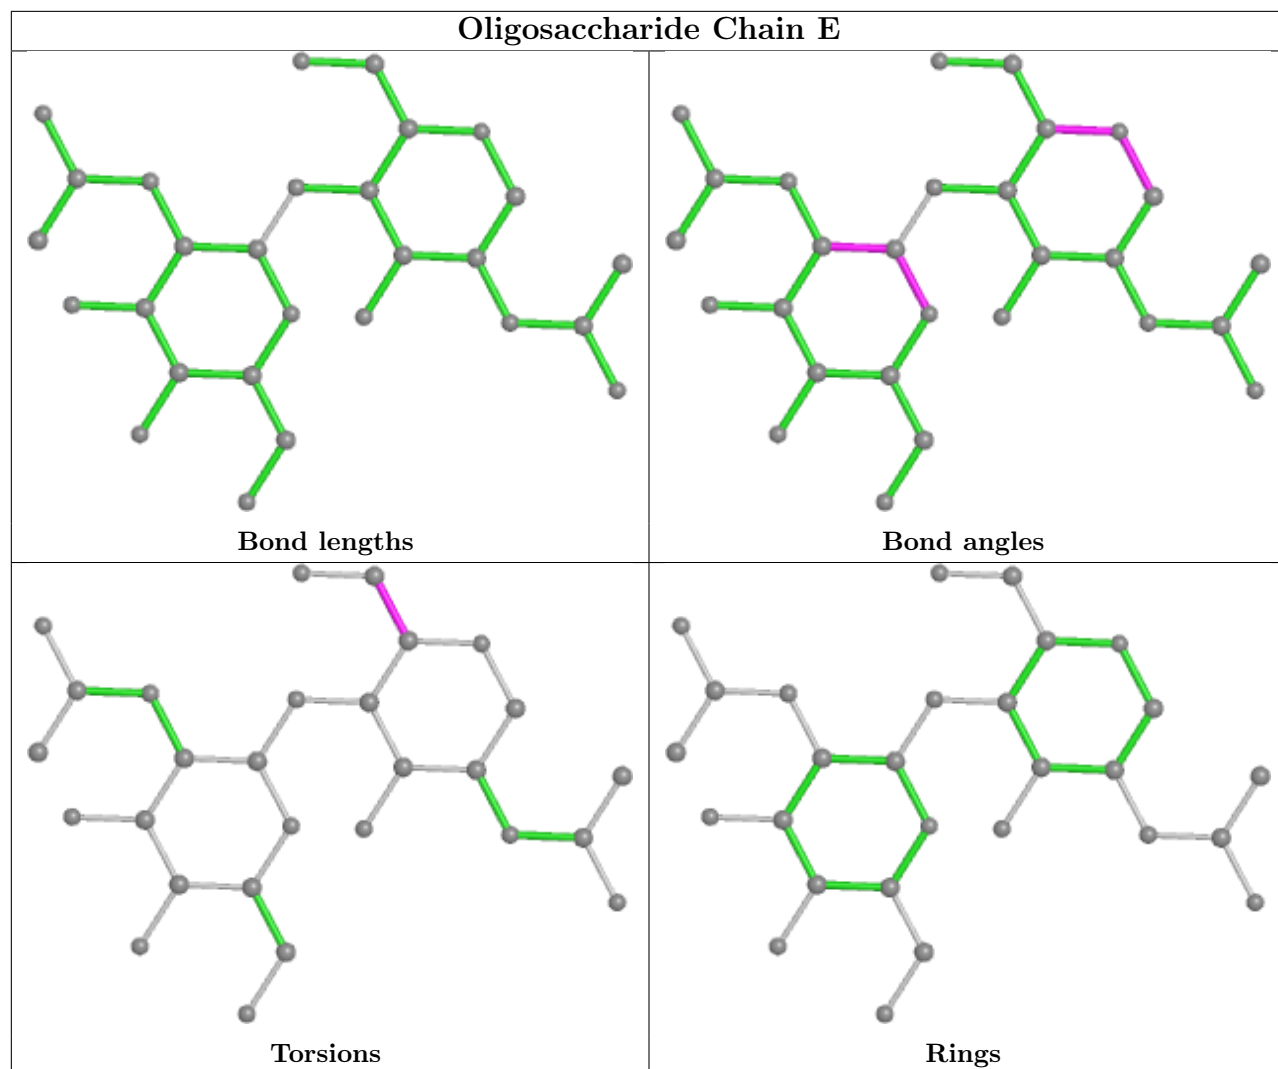 Oligosaccharide Chain E
Bond lengths
Bond angles
Torsions
Rings